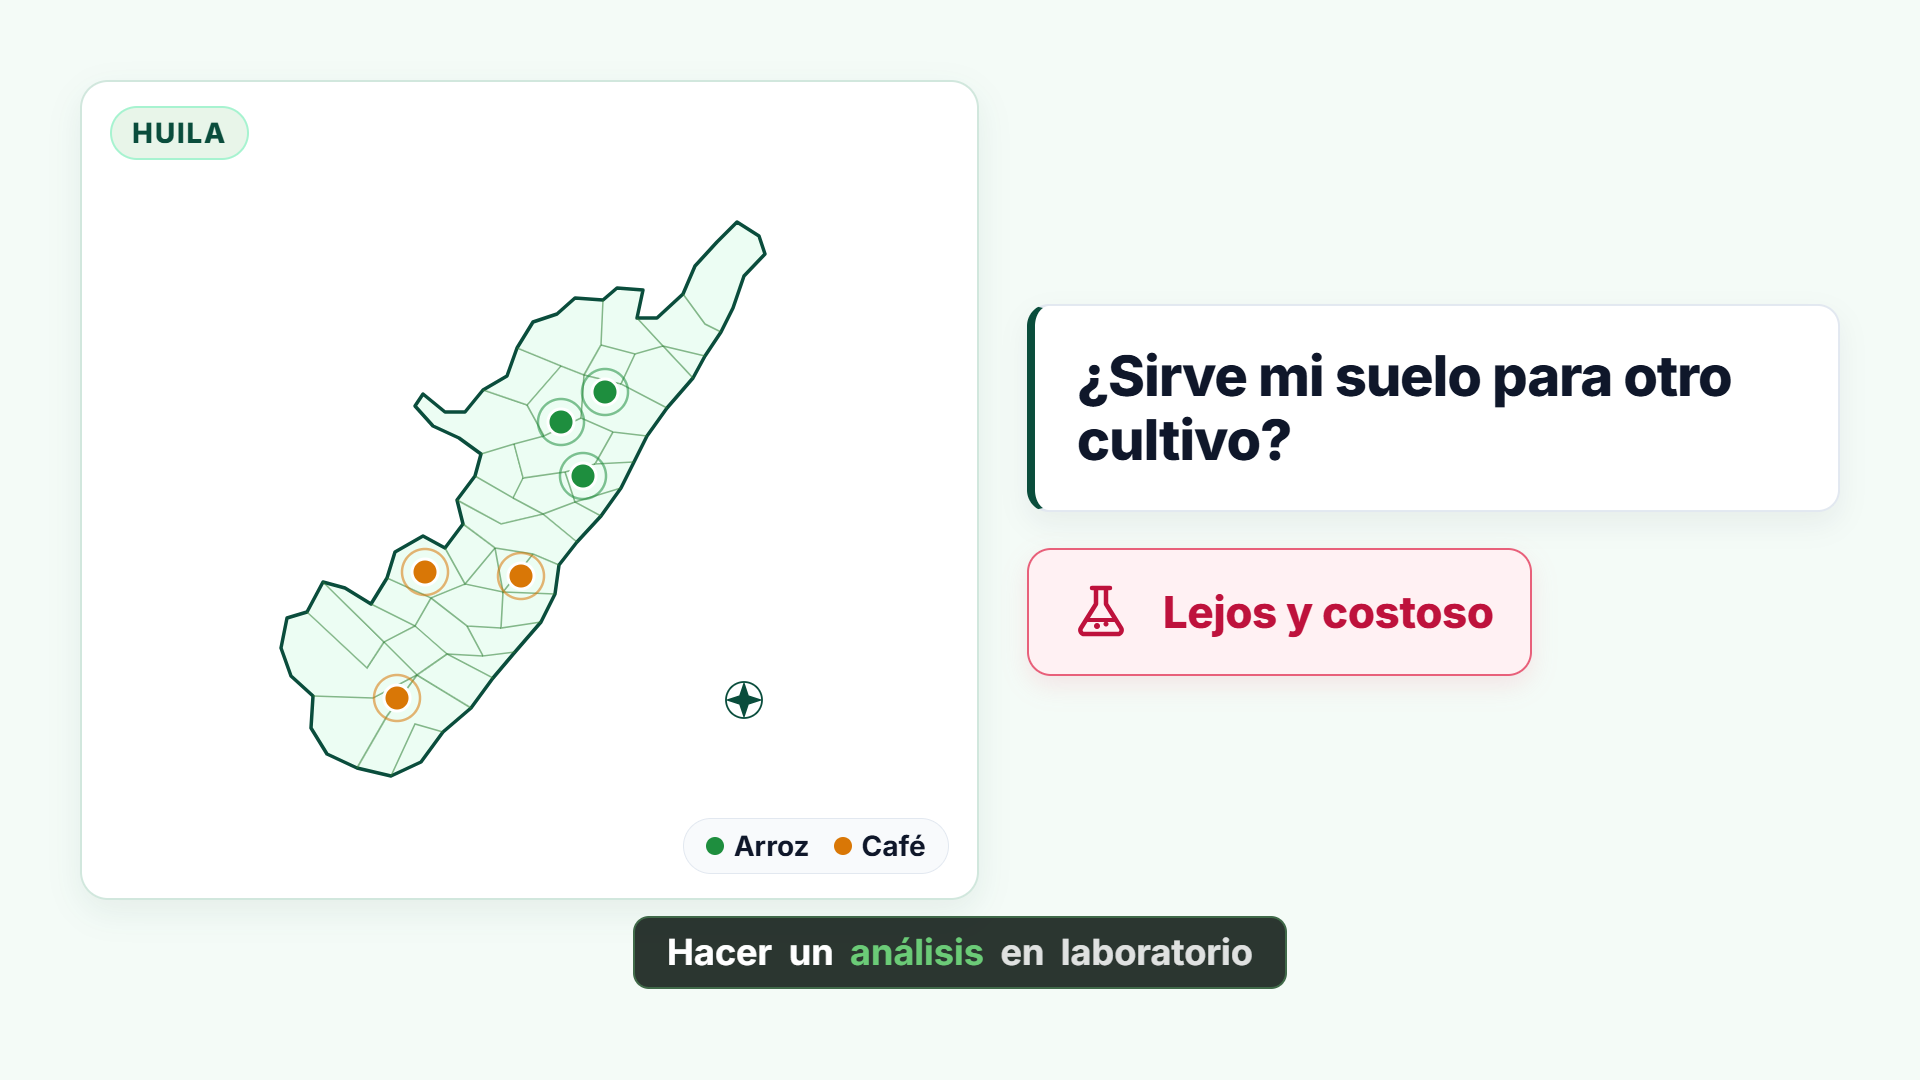 HUILA
¿Sirve mi suelo para otro
cultivo?
Lejos y costoso
Arroz Café
Hacer un análisis en laboratorio